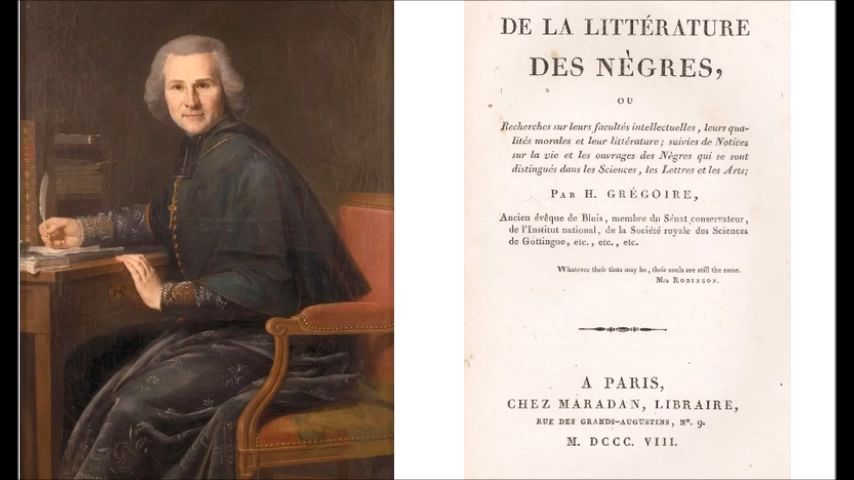 DE LA LITTÉRATURE
DES NÈGRES,
OU
Recherches sur leurs facultés intellectuelles, leurs qua-
lités morales et leur littérature; suivies de Notices
sur la vie et les ouvrages des Nègres qui se sont
distingués dans les Sciences, les Lettres et les Arts;
PAR H. GRÉGOIRE,
Ancien évêque de Blois, membre du Sénat conservateur,
de l'Institut national, de la Société royale des Sciences
de Gottingue, etc., etc., etc.
Whatever their tints may be, their souls are still the same.
Mrs ROBINSON.
A PARIS,
CHEZ MARADAN, LIBRAIRE,
RUE DES GRANDS-AUGUSTINS, N°. 9.
M. DCCC. VIII.